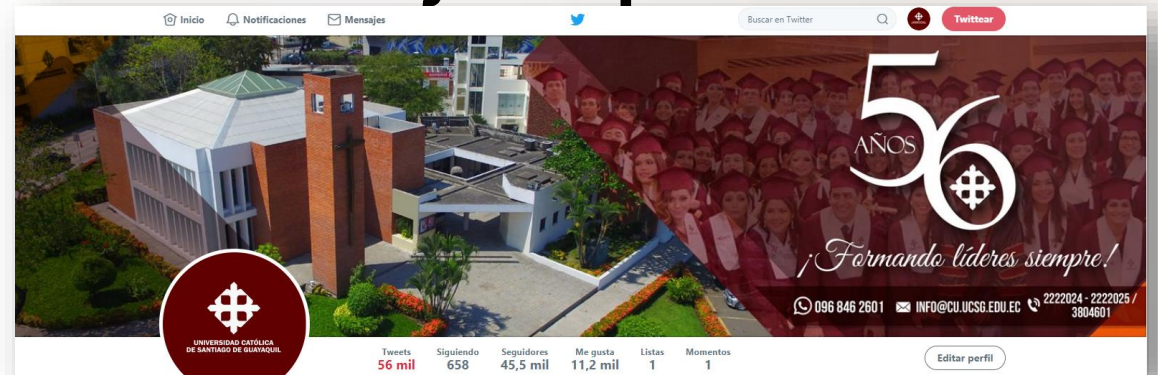 Inicio Notificaciones Mensajes Buscar en Twitter Twittear
56
AÑOS
¡Formando líderes siempre!
096 846 2601 INFO@CU.UCSG.EDU.EC 2222024 - 2222025 /
3804601
UNIVERSIDAD CATÓLICA
DE SANTIAGO DE GUAYAQUIL
Tweets Siguiendo Seguidores Me gusta Listas Momentos
56 mil 658 45,5 mil 11,2 mil 1 1
Editar perfil